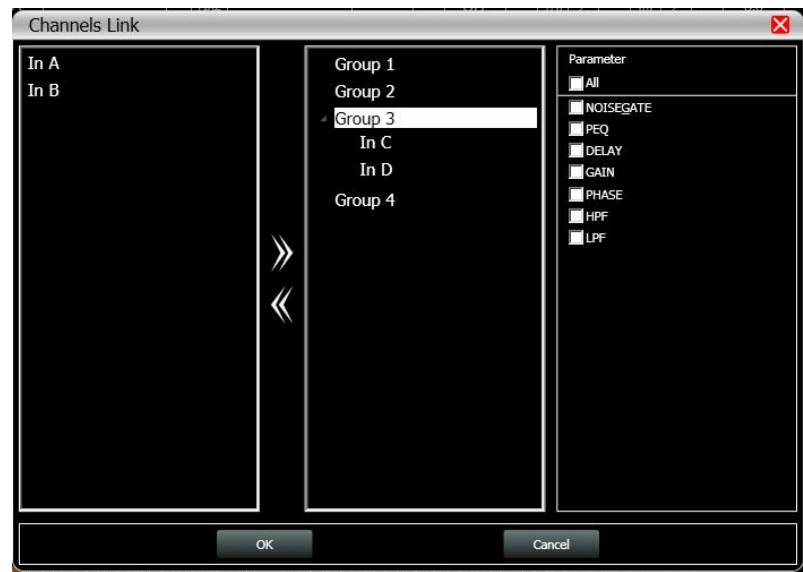 Channels Link
In A
In B
Group 1
Group 2
Group 3
In C
In D
Group 4
Parameter
All
NOISEGATE
PEQ
DELAY
GAIN
PHASE
HPF
LPF
OK
Cancel